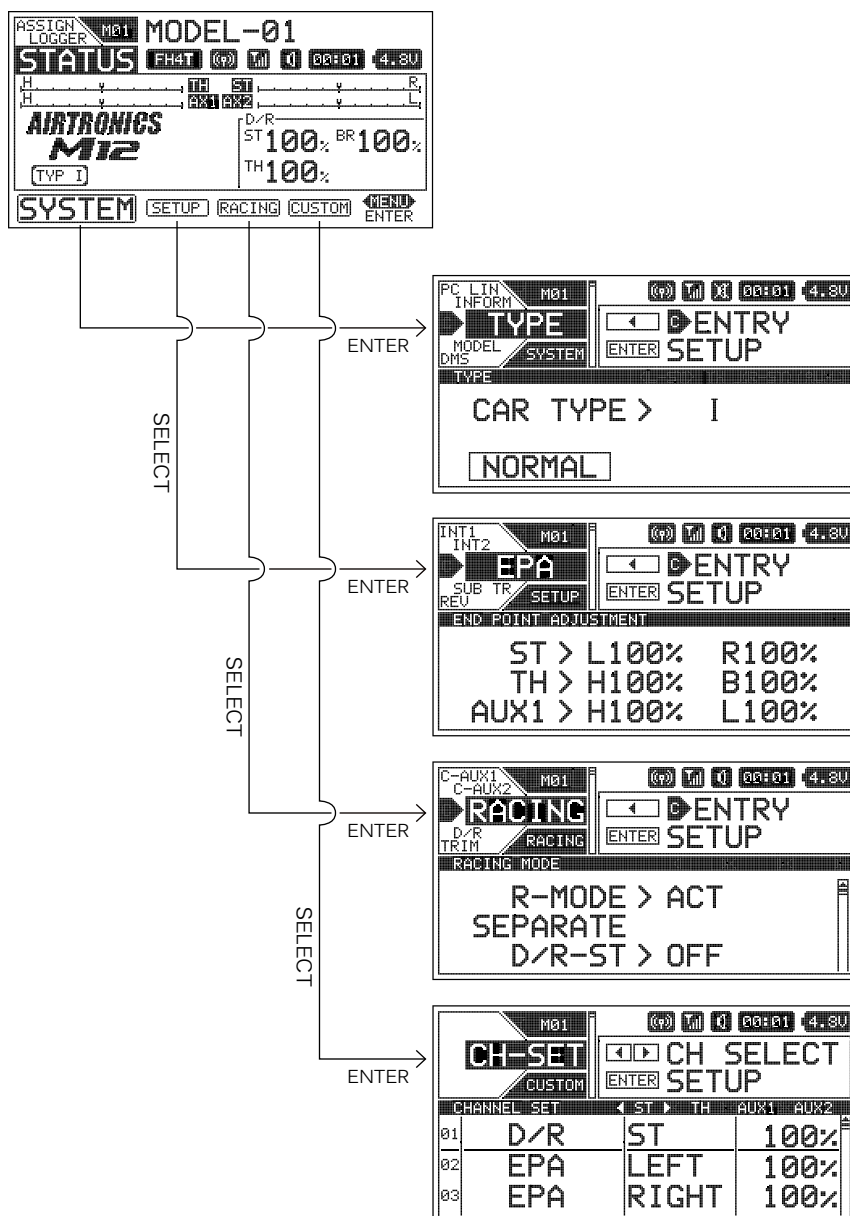 ASSIGN
LOGGER
M01
MODEL-01
STATUS
FH4T
00:01
4.8V
H TH ST R
H AX1 AX2 L
AIRTRONICS
M12
TYP I
D/R
ST100% BR100%
TH100%
SYSTEM SETUP RACING CUSTOM MENU
ENTER
PC LIN
INFORM
M01
00:01
4.8V
TYPE
C ENTRY
MODEL
DMS
SYSTEM
ENTER SETUP
TYPE
CAR TYPE > I
NORMAL
ENTER
SELECT
INT1
INT2
M01
00:01
4.8V
EPA
C ENTRY
SUB TR
REV
SETUP
ENTER SETUP
END POINT ADJUSTMENT
ST > L100% R100%
TH > H100% B100%
AUX1 > H100% L100%
ENTER
SELECT
C-AUX1
C-AUX2
M01
00:01
4.8V
RACING
C ENTRY
D/R
TRIM
RACING
ENTER SETUP
RACING MODE
R-MODE > ACT
SEPARATE
D/R-ST > OFF
ENTER
SELECT
M01
00:01
4.8V
CH-SET
CH SELECT
CUSTOM
ENTER SETUP
CHANNEL SET ST TH AUX1 AUX2
01 D/R ST 100%
02 EPA LEFT 100%
03 EPA RIGHT 100%
ENTER